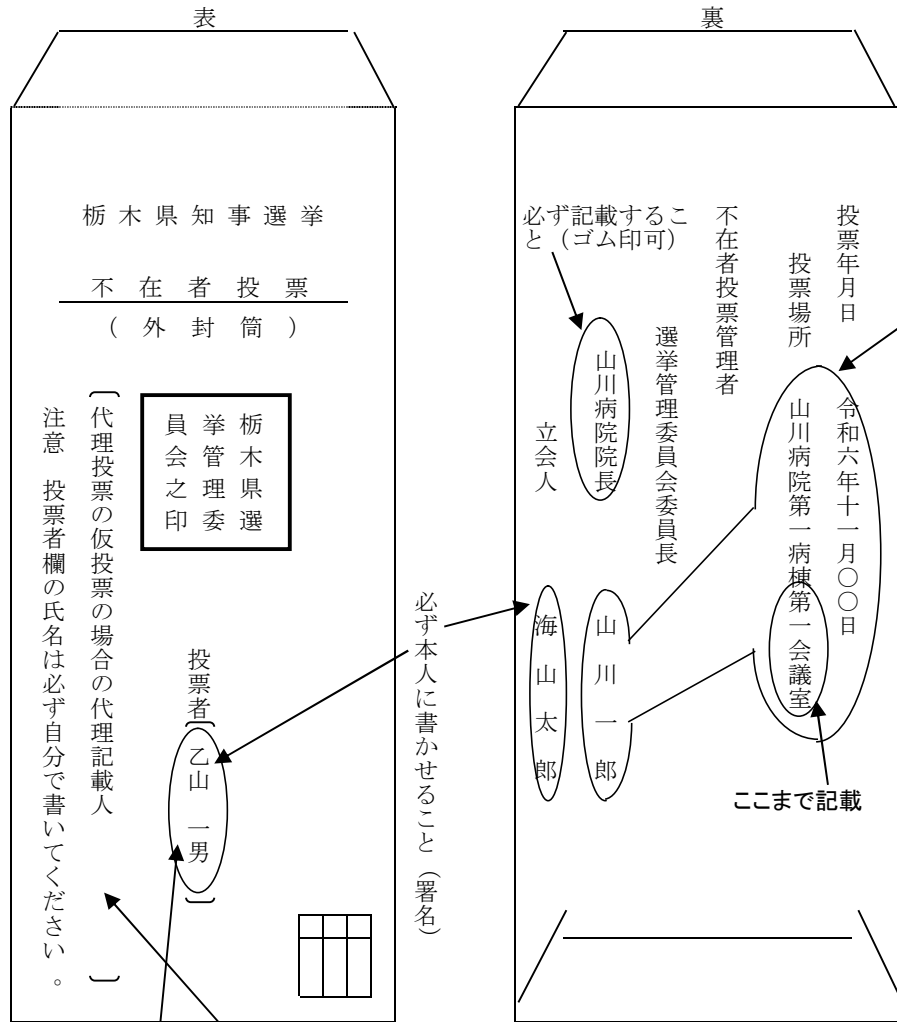 表
栃木県知事選挙
不在者投票
（外封筒）
栃木県選
挙管理委
員会之印
投票者
乙山 一男
代理投票の仮投票の場合の代理記載人
注意 投票者欄の氏名は必ず自分で書いてください。
必ず本人に書かせること（署名）
裏
投票年月日 令和六年十一月〇〇日
投票場所 山川病院第一病棟第一会議室
ここまで記載
不在者投票管理者
選挙管理委員会委員長
必ず記載するこ
と（ゴム印可）
山川病院院長 山川一郎
立会人 海山太郎